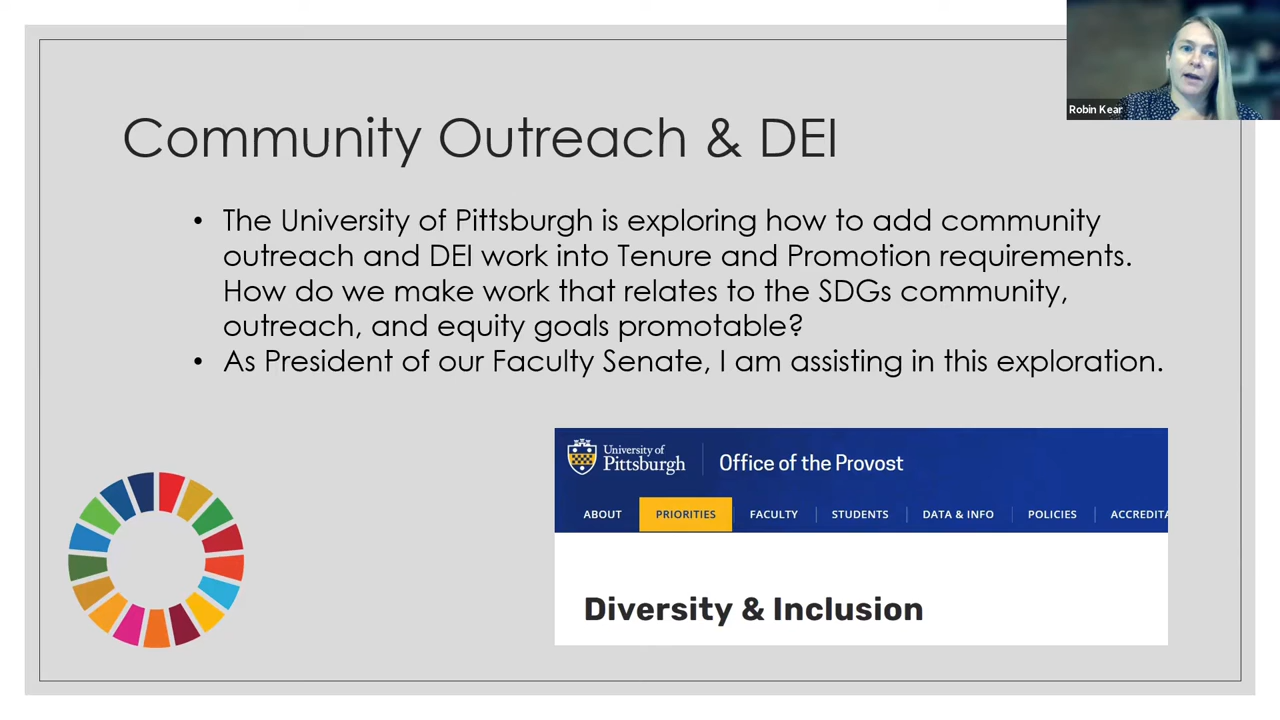 Robin Kear
Community Outreach & DEI
• The University of Pittsburgh is exploring how to add community
outreach and DEI work into Tenure and Promotion requirements.
How do we make work that relates to the SDGs community,
outreach, and equity goals promotable?
• As President of our Faculty Senate, I am assisting in this exploration.
University of
Pittsburgh
Office of the Provost
ABOUT PRIORITIES FACULTY STUDENTS DATA & INFO POLICIES ACCREDITA
Diversity & Inclusion